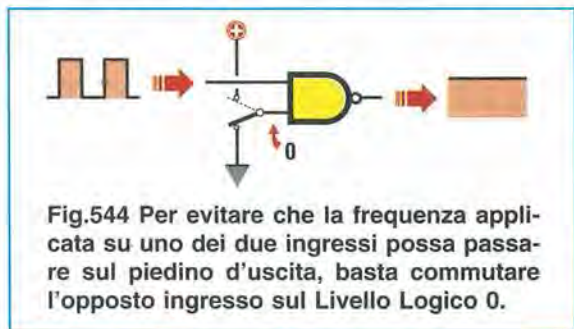 +
0
Fig.544 Per evitare che la frequenza appli-
cata su uno dei due ingressi possa passa-
re sul piedino d'uscita, basta commutare
l'opposto ingresso sul Livello Logico 0.